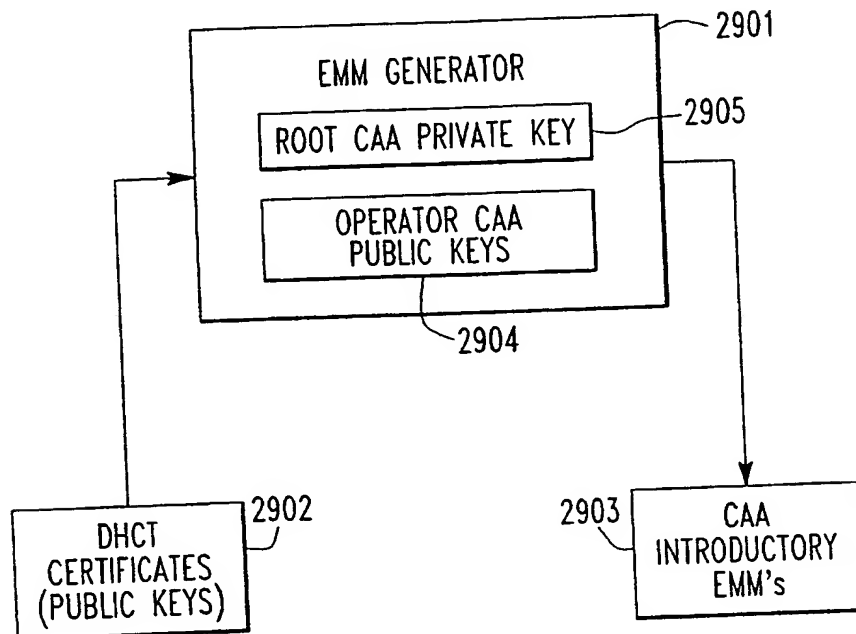 2901
EMM GENERATOR
ROOT CAA PRIVATE KEY
2905
OPERATOR CAA
PUBLIC KEYS
2904
2902
DHCT
CERTIFICATES
(PUBLIC KEYS)
2903
CAA
INTRODUCTORY
EMM's